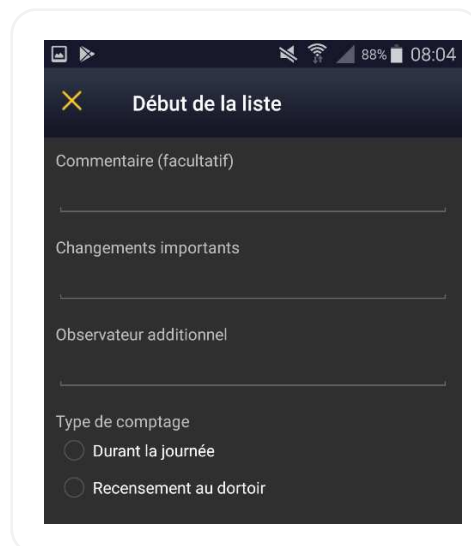 88% 08:04
Début de la liste
Commentaire (facultatif)
Changements importants
Observateur additionnel
Type de comptage
Durant la journée
Recensement au dortoir